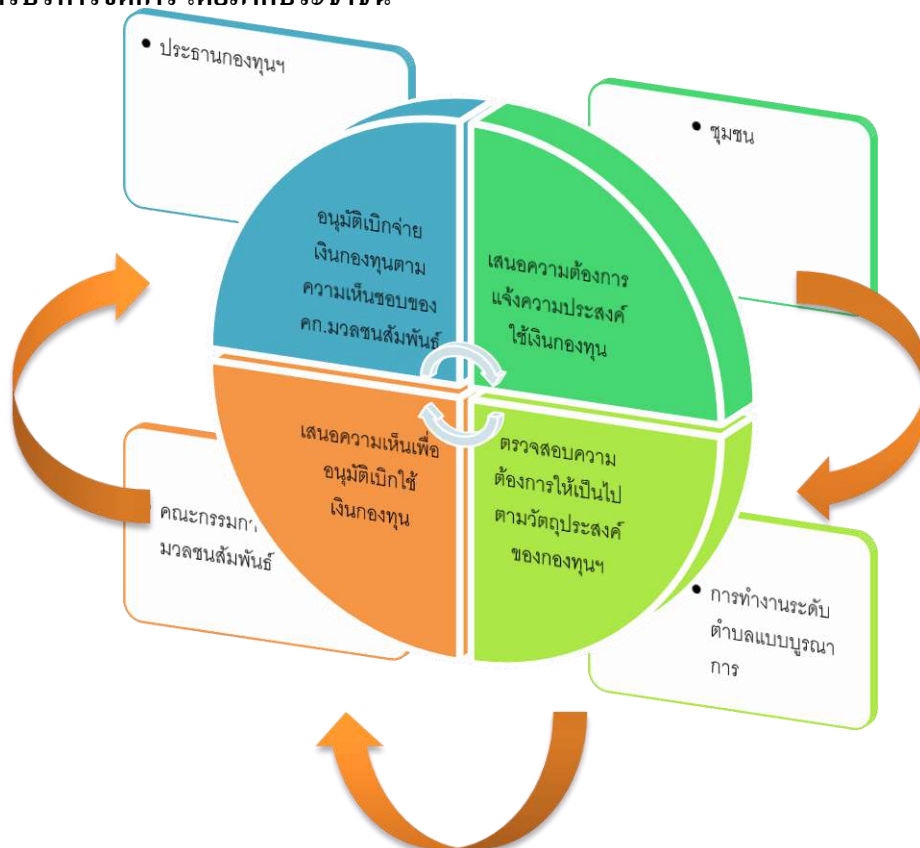 • ประธานกองทุนฯ
• ชุมชน
อนุมัติเบิกจ่าย
เงินกองทุนตาม
ความเห็นชอบของ
คก.มวลชนสัมพันธ์
เสนอความต้องการ
แจ้งความประสงค์
ใช้เงินกองทุน
เสนอความเห็นเพื่อ
อนุมัติเบิกใช้
เงินกองทุน
ตรวจสอบความ
ต้องการให้เป็นไป
ตามวัตถุประสงค์
ของกองทุนฯ
มวลชนสัมพันธ์
• การทำงานระดับ
ตำบลแบบบูรณา
การ